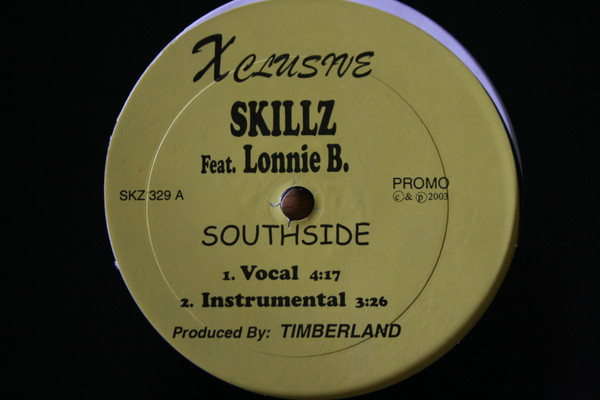 XCLUSIVE
SKILLZ
Feat. Lonnie B.
SKZ 329 A
PROMO
©&℗2003
SOUTHSIDE
1. Vocal 4:17
2. Instrumental 3:26
Produced By: TIMBERLAND